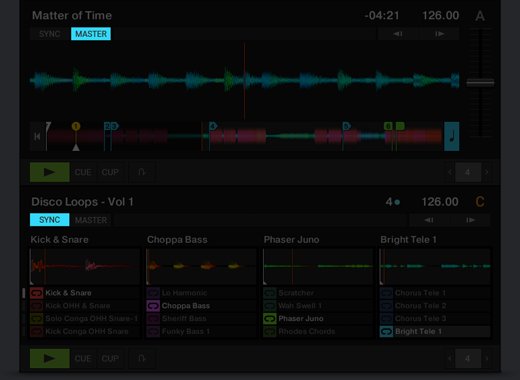 Matter of Time -04:21 126.00 A
SYNC MASTER
1 2 3 4 5 6
CUE CUP 4
Disco Loops - Vol 1 4 126.00 C
SYNC MASTER
Kick & Snare Choppa Bass Phaser Juno Bright Tele 1
Kick & Snare Lo Harmonic Scratcher Chorus Tele 1
Kick OHH & Snare Choppa Bass Wah Swell 1 Chorus Tele 2
Solo Conga OHH Snare-1 Sheriff Bass Phaser Juno Chorus Tele 3
Kick Conga OHH Snare Funky Bass 1 Rhodes Chords Bright Tele 1
CUE CUP 4